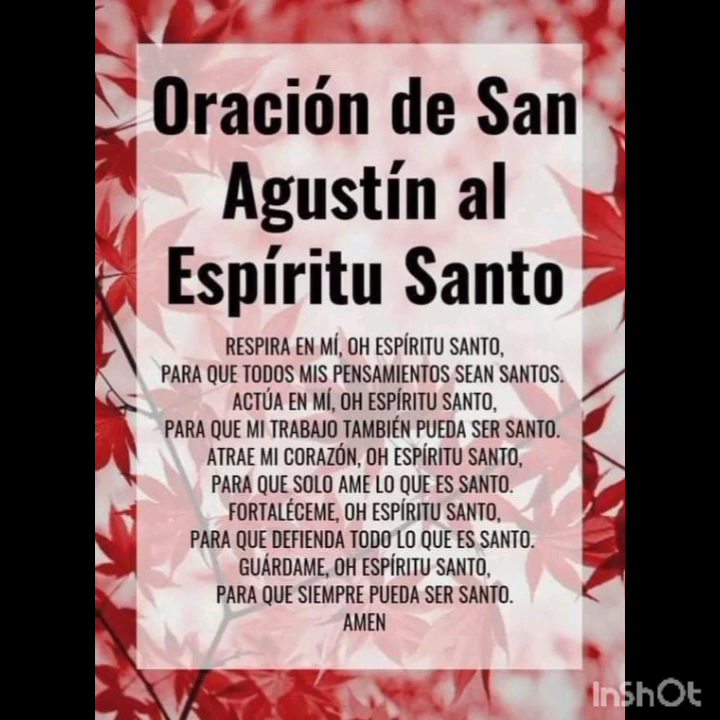 Oración de San
Agustín al
Espíritu Santo
RESPIRA EN MÍ, OH ESPÍRITU SANTO,
PARA QUE TODOS MIS PENSAMIENTOS SEAN SANTOS.
ACTÚA EN MÍ, OH ESPÍRITU SANTO,
PARA QUE MI TRABAJO TAMBIÉN PUEDA SER SANTO.
ATRAE MI CORAZÓN, OH ESPÍRITU SANTO,
PARA QUE SOLO AME LO QUE ES SANTO.
FORTALÉCEME, OH ESPÍRITU SANTO,
PARA QUE DEFIENDA TODO LO QUE ES SANTO.
GUÁRDAME, OH ESPÍRITU SANTO,
PARA QUE SIEMPRE PUEDA SER SANTO.
AMEN
InShOt